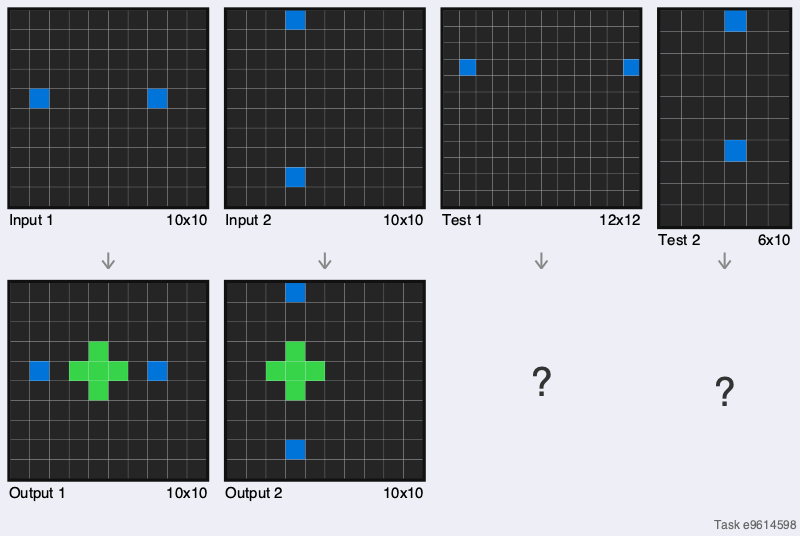 Input 1 10x10
Input 2 10x10
Test 1 12x12
Test 2 6x10
?
?
Output 1 10x10
Output 2 10x10
Task e9614598